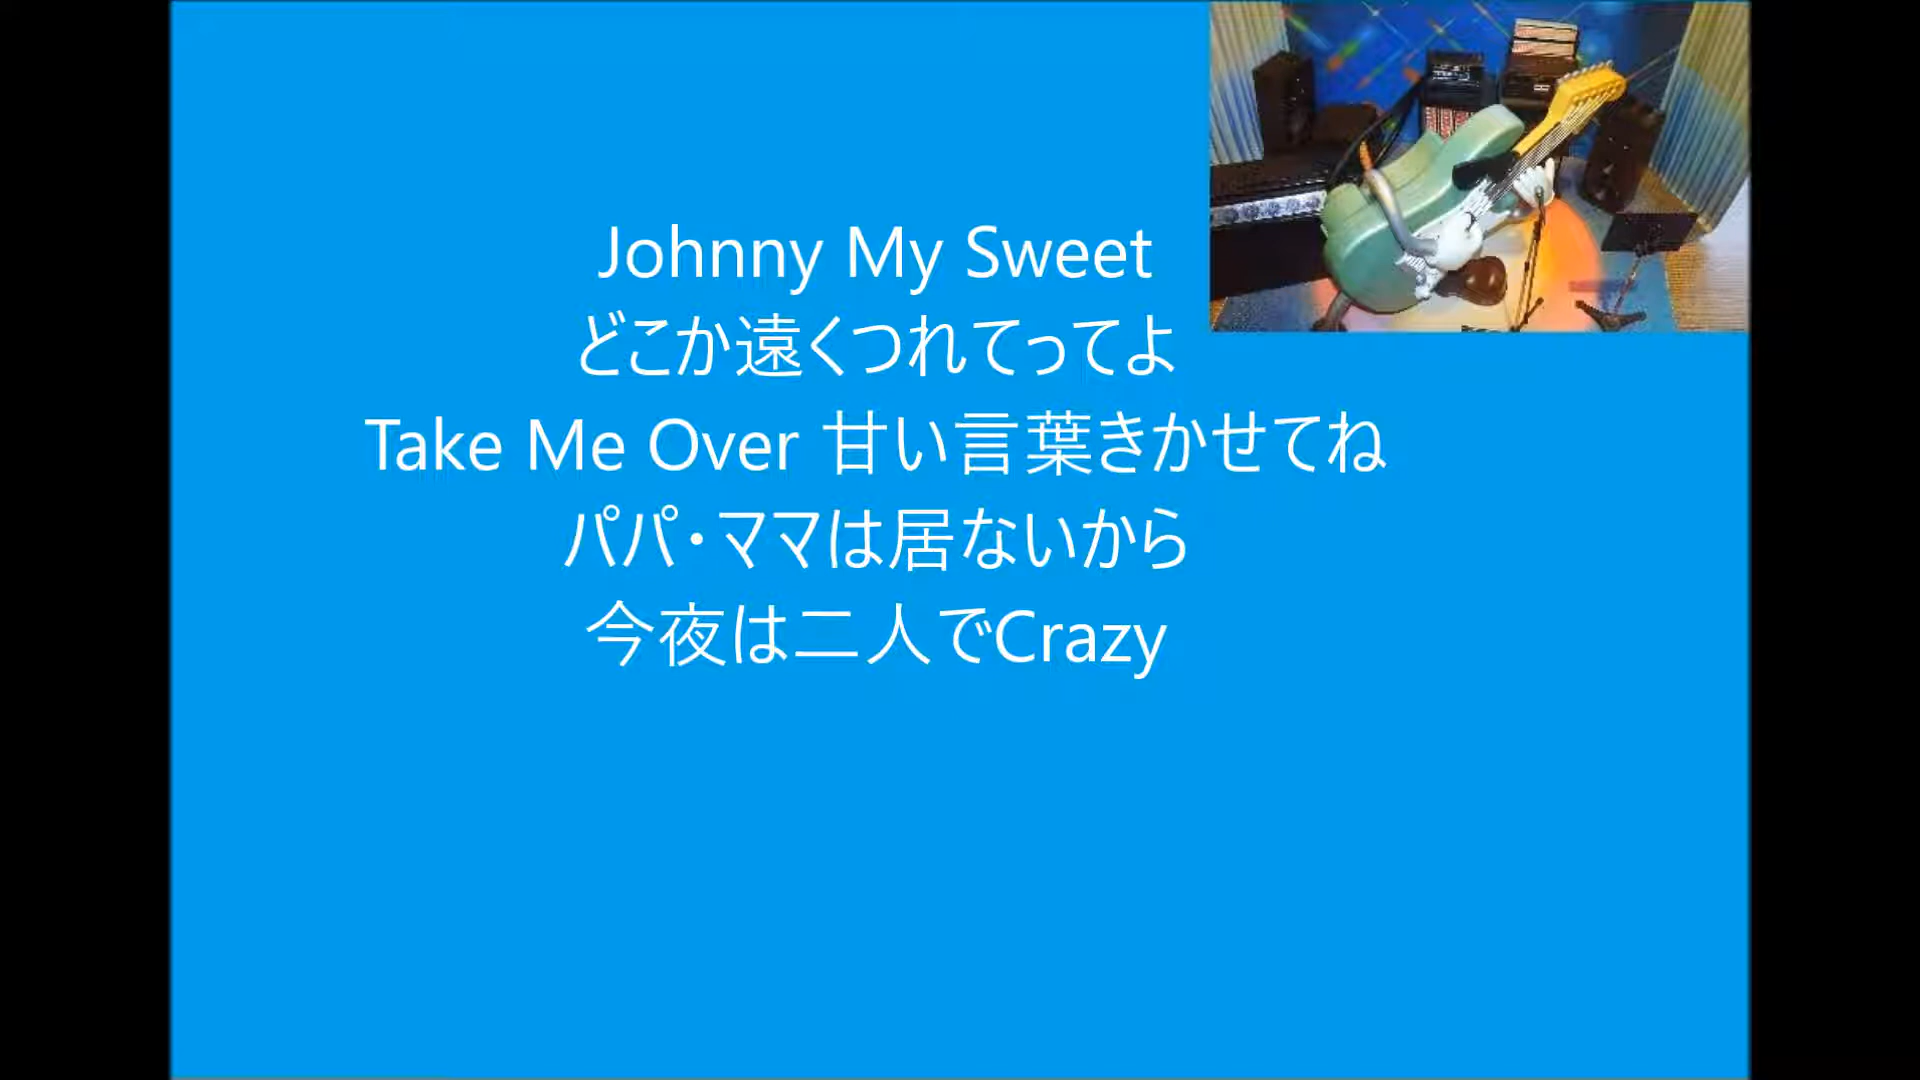 Johnny My Sweet
どこか遠くつれてってよ
Take Me Over 甘い言葉きかせてね
パパ・ママは居ないから
今夜は二人でCrazy